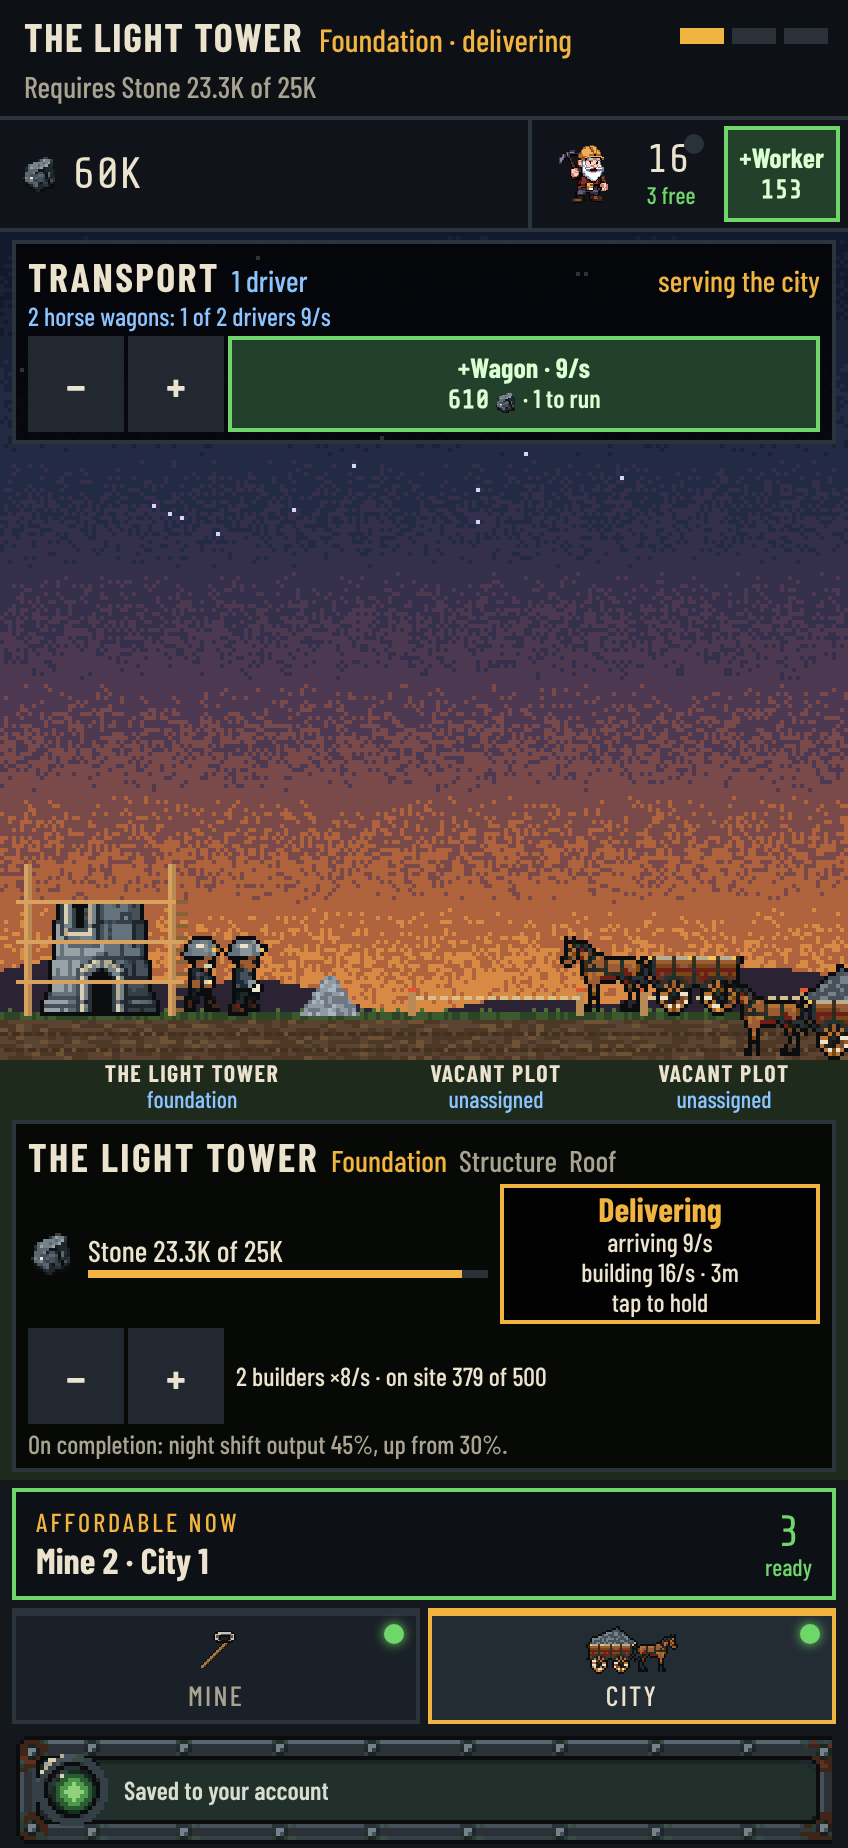 THE LIGHT TOWER Foundation · delivering
Requires Stone 23.3K of 25K
60K
16
3 free
+Worker
153
TRANSPORT 1 driver
serving the city
2 horse wagons: 1 of 2 drivers 9/s
−
+
+Wagon · 9/s
610 · 1 to run
THE LIGHT TOWER
foundation
VACANT PLOT
unassigned
VACANT PLOT
unassigned
THE LIGHT TOWER Foundation Structure Roof
Stone 23.3K of 25K
Delivering
arriving 9/s
building 16/s · 3m
tap to hold
−
+
2 builders ×8/s · on site 379 of 500
On completion: night shift output 45%, up from 30%.
AFFORDABLE NOW
Mine 2 · City 1
3
ready
MINE
CITY
Saved to your account